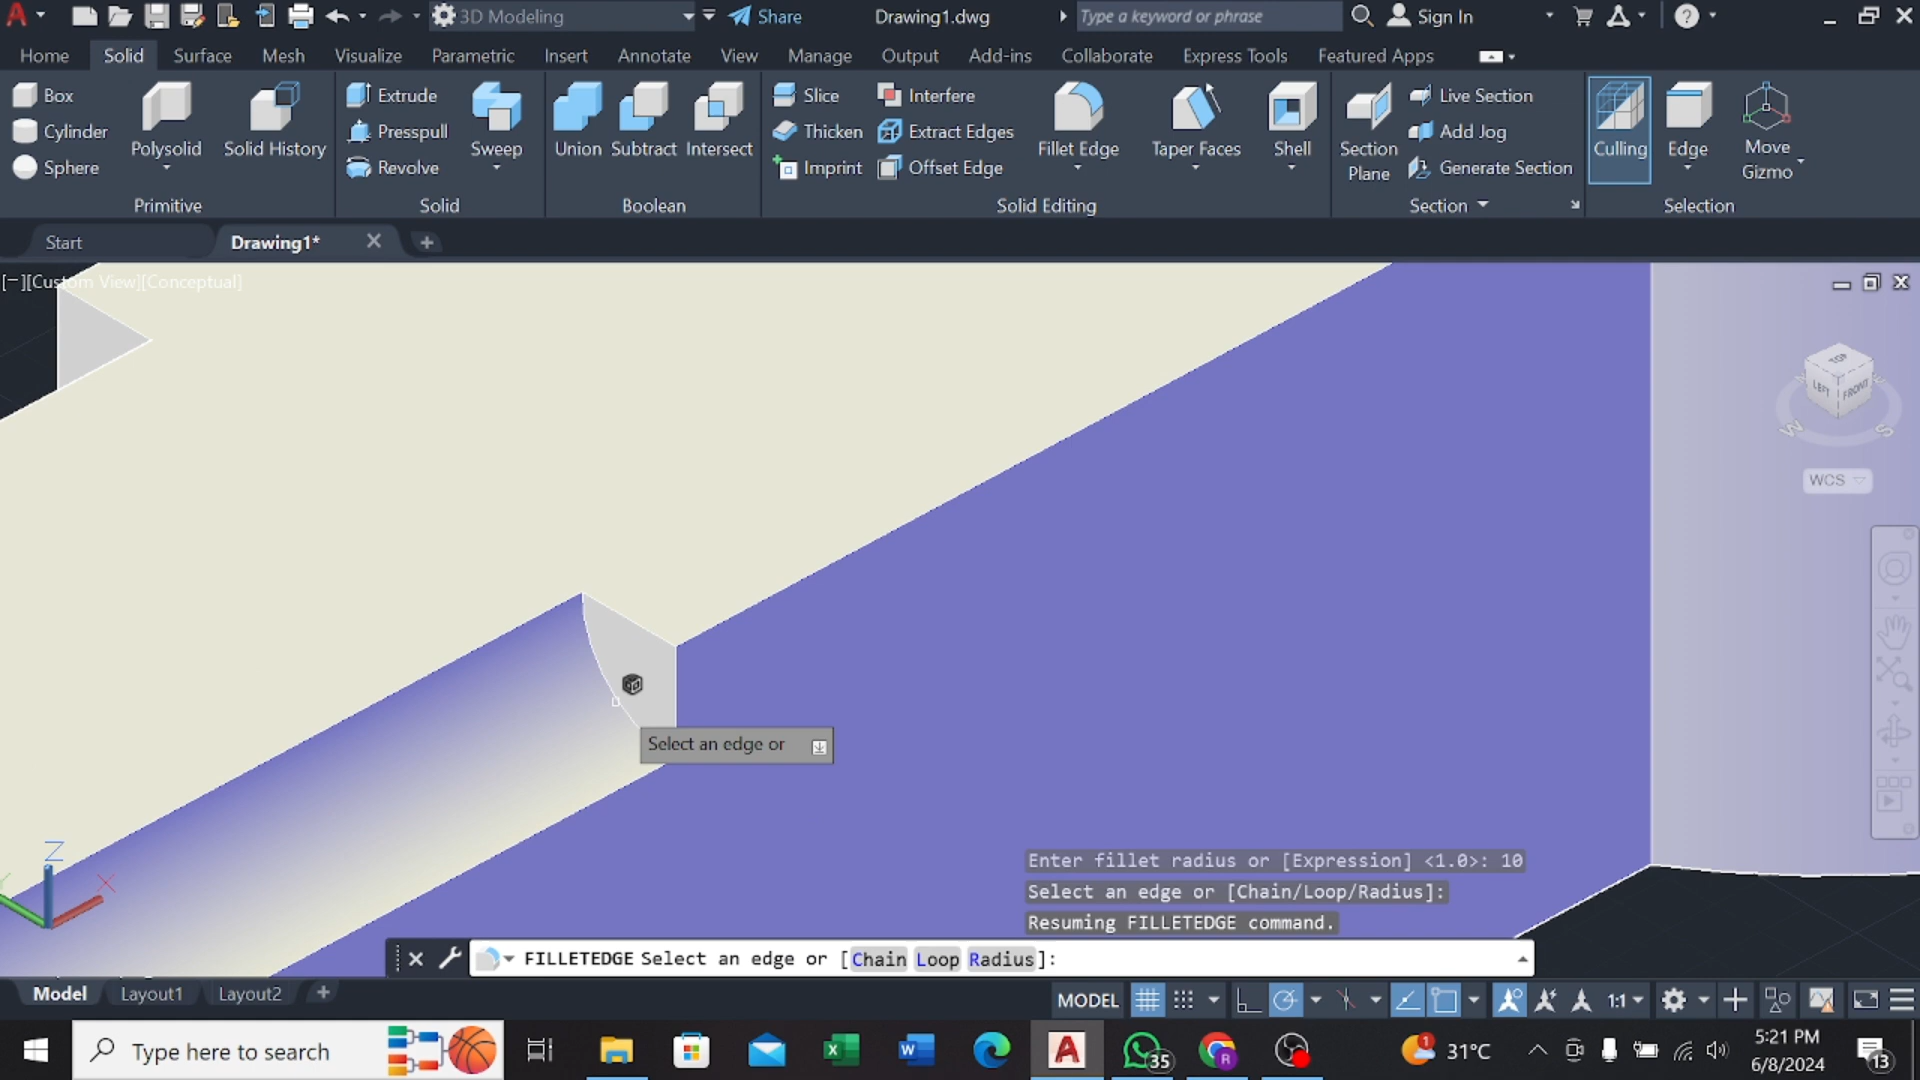 3D Modeling
Share
Drawing1.dwg
Type a keyword or phrase
Sign In
Home Solid Surface Mesh Visualize Parametric Insert Annotate View Manage Output Add-ins Collaborate Express Tools Featured Apps
Box
Cylinder
Sphere
Polysolid
Solid History
Extrude
Presspull
Revolve
Sweep
Union
Subtract
Intersect
Slice
Thicken
Imprint
Interfere
Extract Edges
Offset Edge
Fillet Edge
Taper Faces
Shell
Section
Plane
Live Section
Add Jog
Generate Section
Culling
Edge
Move
Gizmo
Primitive
Solid
Boolean
Solid Editing
Section
Selection
Start
Drawing1*
[−][Custom View][Conceptual]
TOP
LEFT
FRONT
W
S
WCS
Select an edge or
Z
X
Enter fillet radius or [Expression] <1.0>: 10
Select an edge or [Chain/Loop/Radius]:
Resuming FILLETEDGE command.
FILLETEDGE Select an edge or [Chain Loop Radius]:
Model
Layout1
Layout2
MODEL
1:1
Type here to search
35
31°C
5:21 PM
6/8/2024
13